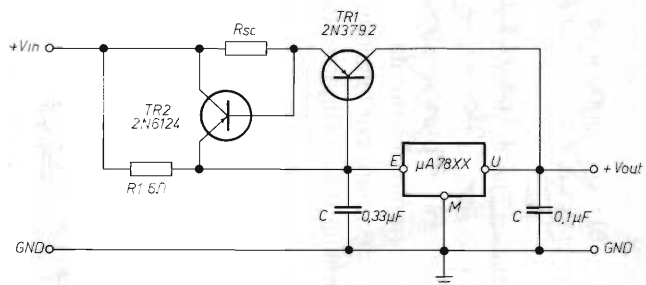 TR1
2N3792
Rsc
+Vin
TR2
2N6124
R1 6Ω
E
µA78XX
U
+Vout
M
C
0,33µF
C
0,1µF
GND
GND